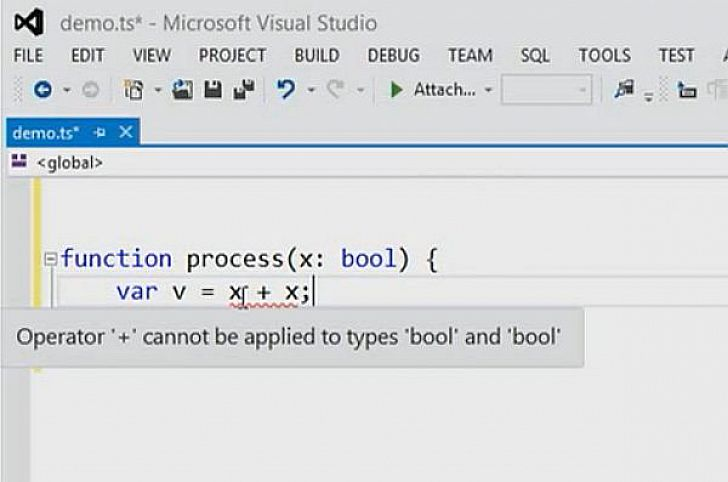 demo.ts* - Microsoft Visual Studio
FILE EDIT VIEW PROJECT BUILD DEBUG TEAM SQL TOOLS TEST
Attach...
demo.ts*
<global>
function process(x: bool) {
var v = x + x;
Operator '+' cannot be applied to types 'bool' and 'bool'